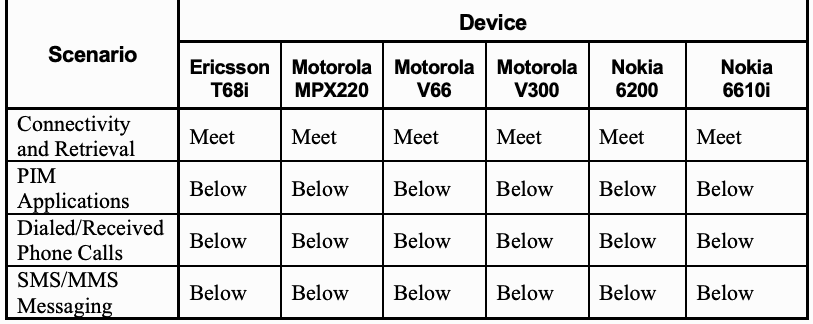 Scenario
Device
Ericsson T68i
Motorola MPX220
Motorola V66
Motorola V300
Nokia 6200
Nokia 6610i
Connectivity and Retrieval
Meet
Meet
Meet
Meet
Meet
Meet
PIM Applications
Below
Below
Below
Below
Below
Below
Dialed/Received Phone Calls
Below
Below
Below
Below
Below
Below
SMS/MMS Messaging
Below
Below
Below
Below
Below
Below